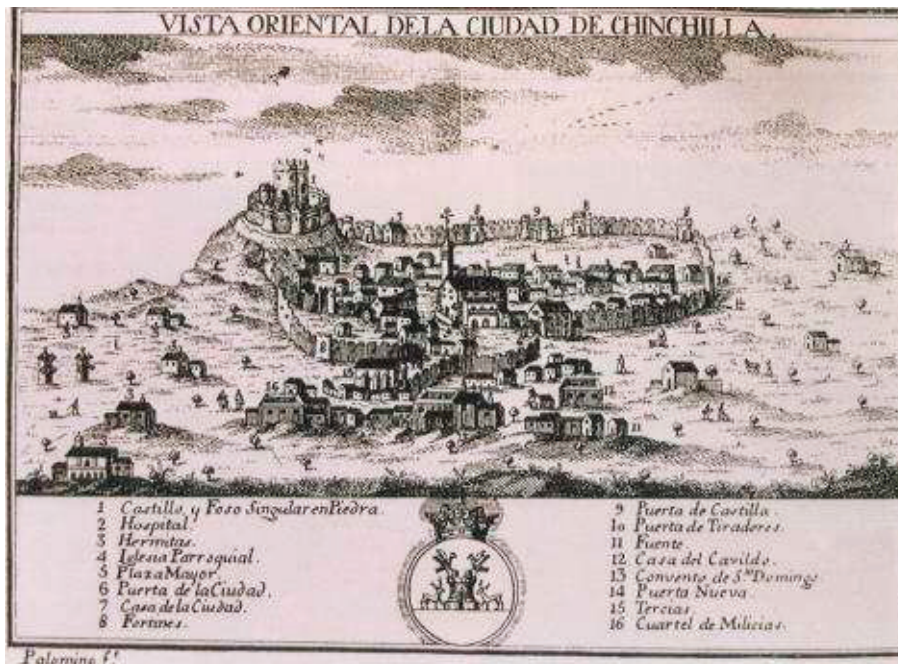 VISTA ORIENTAL DE LA CIUDAD DE CHINCHILLA.
1 Castillo, y Foso Singular en Piedra.
2 Hospital.
3 Hermitas.
4 Iglesia Parroquial.
5 Plaza Mayor
6 Puerta de la Ciudad.
7 Casa de la Ciudad.
8 Fortines.
9 Puerta de Castilla.
10 Puerta de Tiradores.
11 Fuente.
12 Casa del Cavildo.
13 Convento de S.to Domingo
14 Puerta Nueva
15 Tercias.
16 Cuartel de Milicias.
Palomino f.t